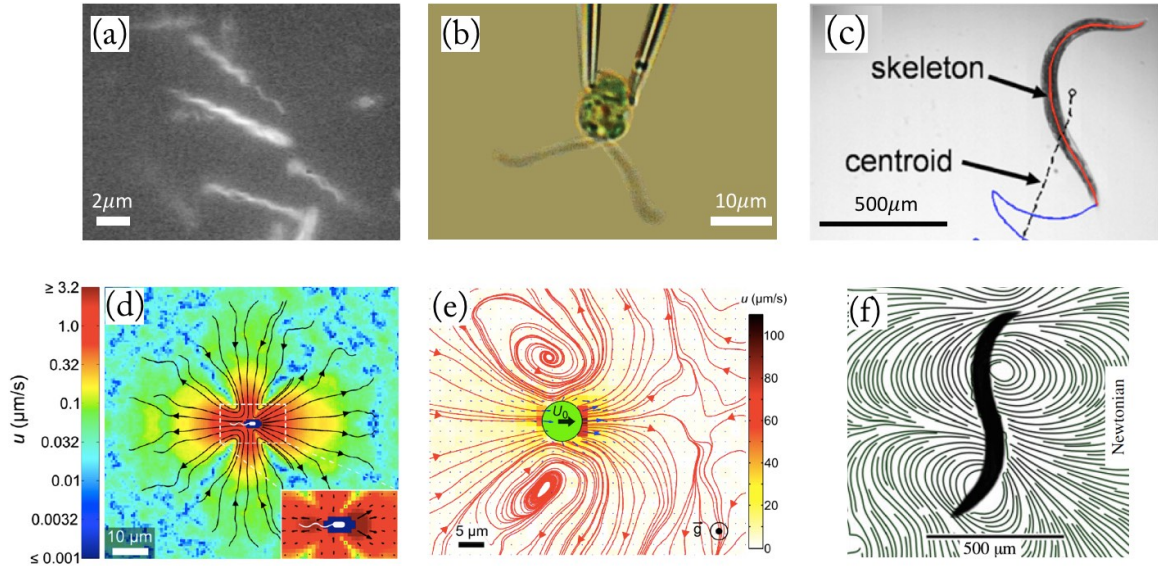 (a)
2μm
(b)
10μm
(c)
skeleton
centroid
500μm
(d)
u (μm/s)
≥ 3.2
1.0
0.32
0.1
0.032
0.01
0.0032
≤ 0.001
10 μm
(e)
u (μm/s)
100
80
60
40
20
0
U₀
5 μm
g
(f)
Newtonian
500 μm